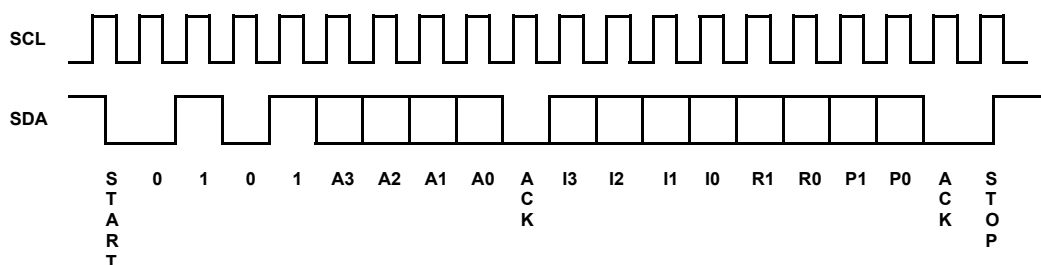 SCL
SDA
START 0 1 0 1 A3 A2 A1 A0 ACK I3 I2 I1 I0 R1 R0 P1 P0 ACK STOP